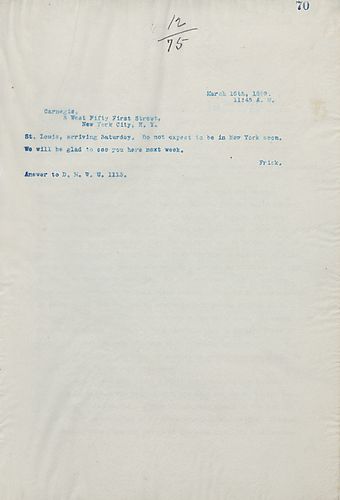 70
12
75
March 16th,
11:45 A. M.
Carnegie,
5 West Fifty First Street,
New York City, N. Y.
St. Louis, arriving Saturday. Do not expect to be in New York soon.
We will be glad to see you here next week.
Frick.
Answer to D. N. W. U. 1113.